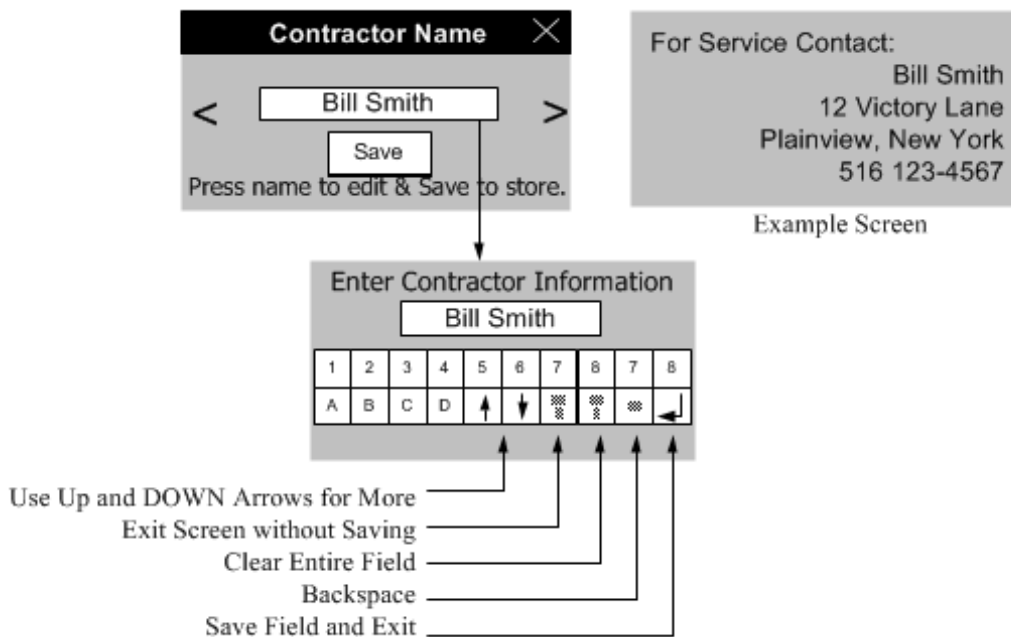 Contractor Name
Bill Smith
Save
Press name to edit & Save to store.
For Service Contact:
Bill Smith
12 Victory Lane
Plainview, New York
516 123-4567
Example Screen
Enter Contractor Information
Bill Smith
1 2 3 4 5 6 7 8 7 8
A B C D
Use Up and DOWN Arrows for More
Exit Screen without Saving
Clear Entire Field
Backspace
Save Field and Exit